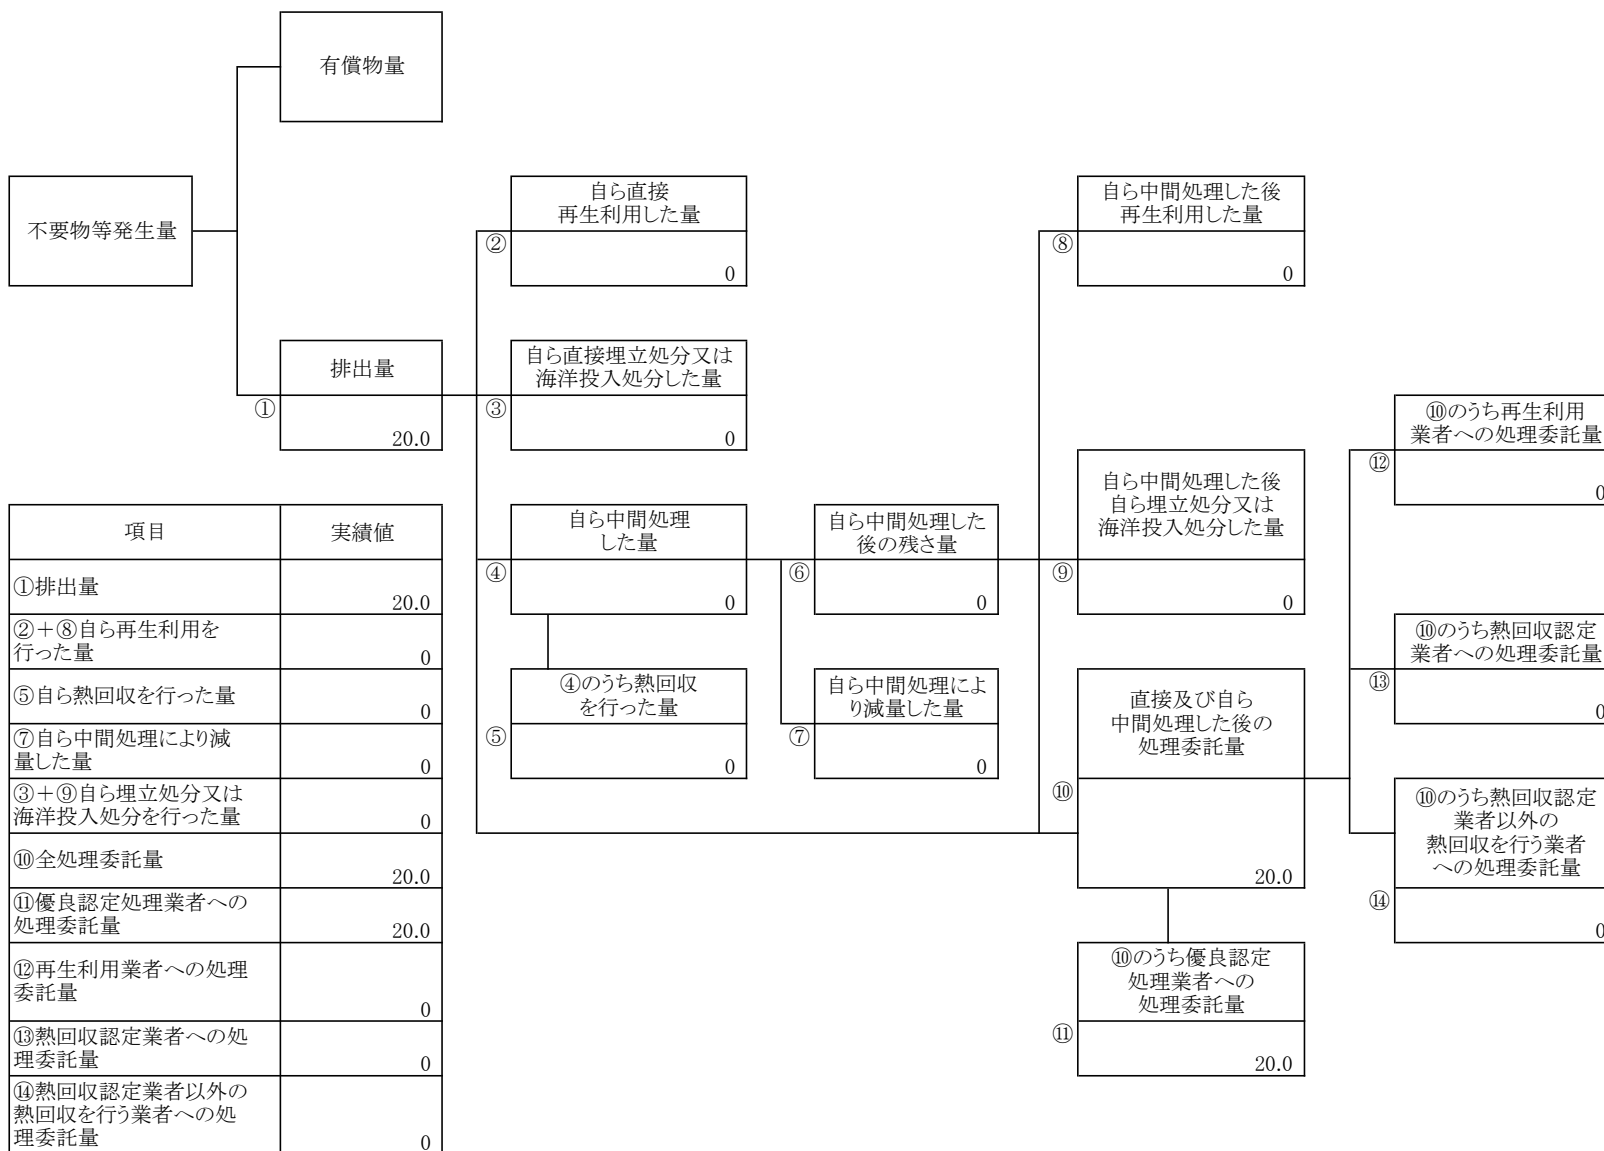 有償物量
不要物等発生量
自ら直接
再生利用した量
②
0
自ら中間処理した後
再生利用した量
⑧
0
排出量
①
20.0
自ら直接埋立処分又は
海洋投入処分した量
③
0
⑩のうち再生利用
業者への処理委託量
⑫
0
自ら中間処理した後
自ら埋立処分又は
海洋投入処分した量
⑨
0
自ら中間処理
した量
④
0
自ら中間処理した
後の残さ量
⑥
0
⑩のうち熱回収認定
業者への処理委託量
⑬
0
④のうち熱回収
を行った量
⑤
0
自ら中間処理によ
り減量した量
⑦
0
直接及び自ら
中間処理した後の
処理委託量
⑩
20.0
⑩のうち熱回収認定
業者以外の
熱回収を行う業者
への処理委託量
⑭
0
⑩のうち優良認定
処理業者への
処理委託量
⑪
20.0
項目 実績値
①排出量
20.0
②+⑧自ら再生利用を
行った量
0
⑤自ら熱回収を行った量
0
⑦自ら中間処理により減
量した量
0
③+⑨自ら埋立処分又は
海洋投入処分を行った量
0
⑩全処理委託量
20.0
⑪優良認定処理業者への
処理委託量
20.0
⑫再生利用業者への処理
委託量
0
⑬熱回収認定業者への処
理委託量
0
⑭熱回収認定業者以外の
熱回収を行う業者への処
理委託量
0